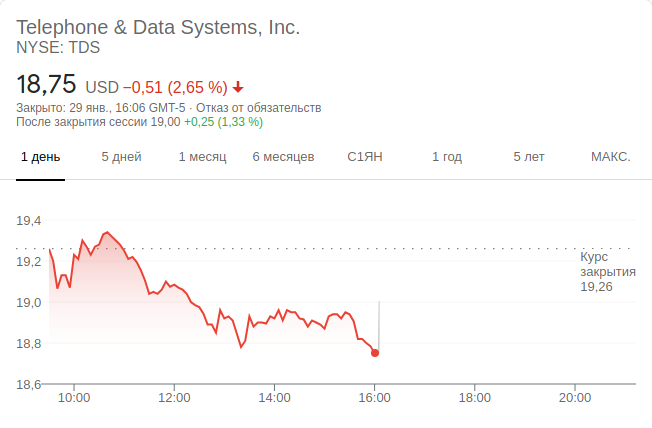 Telephone & Data Systems, Inc.
NYSE: TDS
18,75 USD −0,51 (2,65 %)
Закрыто: 29 янв., 16:06 GMT-5 · Отказ от обязательств
После закрытия сессии 19,00 +0,25 (1,33 %)
1 день 5 дней 1 месяц 6 месяцев С1ЯН 1 год 5 лет МАКС.
19,4
19,2
19,0
18,8
18,6
Курс
закрытия
19,26
10:00 12:00 14:00 16:00 18:00 20:00